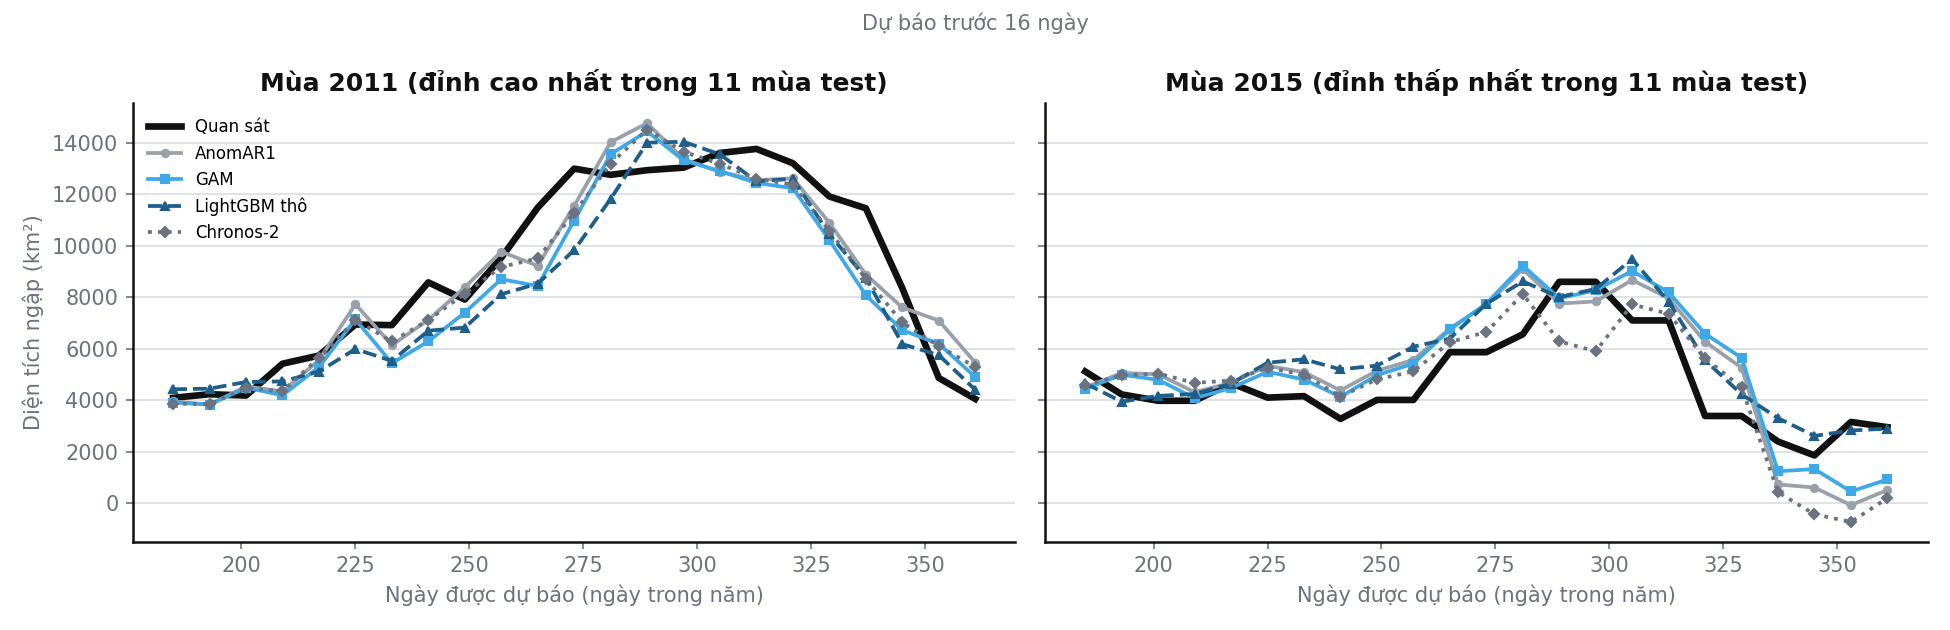 Dự báo trước 16 ngày
Mùa 2011 (đỉnh cao nhất trong 11 mùa test)
Mùa 2015 (đỉnh thấp nhất trong 11 mùa test)
Quan sát
AnomAR1
GAM
LightGBM thô
Chronos-2
Diện tích ngập (km²)
14000
12000
10000
8000
6000
4000
2000
0
200 225 250 275 300 325 350
200 225 250 275 300 325 350
Ngày được dự báo (ngày trong năm)
Ngày được dự báo (ngày trong năm)